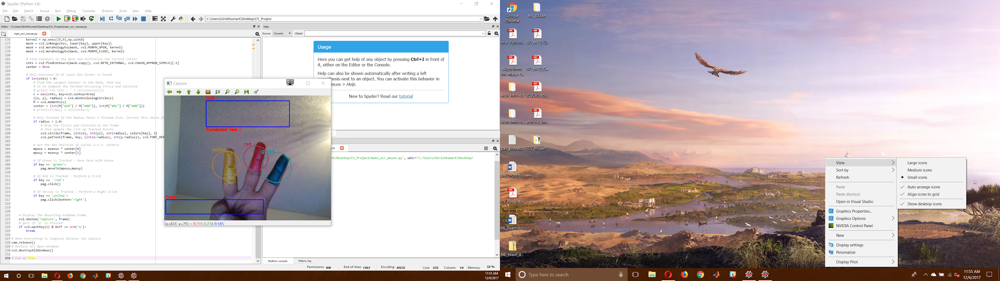 Spyder (Python 3.6)
File Edit Search Source Run Debug Consoles Projects Tools View Help
C:\Users\GirishKumarK\Desktop\CV_Project
Editor - C:\Users\GirishKumarK\Desktop\CV_Project\main_ocr_mouse.py
main_ocr_mouse.py
176 kernel = np.ones((9,9),np.uint8)
177 mask = cv2.inRange(hsv, lower[key], upper[key])
178 mask = cv2.morphologyEx(mask, cv2.MORPH_OPEN, kernel)
179 mask = cv2.morphologyEx(mask, cv2.MORPH_CLOSE, kernel)
180
181 # Find Contours in the Mask and Initialize the Current Center
182 cnts = cv2.findContours(mask.copy(), cv2.RETR_EXTERNAL, cv2.CHAIN_APPROX_SIMPLE)[-2]
183 center = None
184
185 # Only Proceeed If At Least One Center is Found
186 if len(cnts) > 0:
187 # Find the Largest Contour in the Mask, then Use
188 # It to Compute the Minimum Enclosing Circle and Centroid
189 # print('len cnts : ' + str(len(cnts)))
190 c = max(cnts, key=cv2.contourArea)
191 ((x, y), radius) = cv2.minEnclosingCircle(c)
192 M = cv2.moments(c)
193 center = (int(M["m10"] / M["m00"]), int(M["m01"] / M["m00"]))
194 # print(str(key) + str(center))
195
196 # Only Proceed If the Radius Meets A Minimum Size. Correct this Value fo
197 if radius > 1.0:
198 # Draw the Circle and Centroid on the Frame
199 # Then Update The List of Tracked Points
200 cv2.circle(frame, (int(x), int(y)), int(radius), colors[key], 2)
201 cv2.putText(frame, key, (int(x-radius), int(y-radius)), cv2.FONT_HER
202
203 # Get the New Position of Cursor w.r.t. Centers
204 mposx = msensx * center[0]
205 mposy = msensy * center[1]
206
207 # If Green is Tracked - Move Move with Green
208 if key == 'green':
209 pag.moveTo(mposx,mposy)
210
211 # If Red is Tracked - Perform a Click
212 if key == 'red':
213 pag.click()
214
215 # If Yellow is Tracked - Perform a Right Click
216 if key == 'yellow':
217 pag.click(button='right')
218
219
220
221 # Display The Resulting Grabbed Frame
222 cv2.imshow('Capture', frame)
223 # Quit if 'q' is Pressed
224 if cv2.waitKey(1) & 0xFF == ord('q'):
225 break
226
227 # When Everything is Complete Release the Capture
228 cam.release()
229 # Destory All Open Windows
230 cv2.destroyAllWindows()
231
232 # End of File
Help
Source Console Object
Usage
Here you can get help of any object by pressing Ctrl+I in front of
it, either on the Editor or the Console.
Help can also be shown automatically after writing a left
parenthesis next to an object. You can activate this behavior in
ences > Help.
New to Spyder? Read our tutorial
Capture
OCR :
Translated Text :
yellow
red
green
Card :
(x=631, y=75) ~ R:235 G:224 B:185
y/A
rK/Desktop/CV_Project/main_ocr_mouse.py', wdir='C:/Users/GirishKumarK/Desktop/
IPython console History log
Permissions: RW End-of-lines: CRLF Encoding: ASCII Line: 232 Column: 14 Memory: 32 %
11:55 AM
12/6/2017
Google
Chrome
ML_EXAM
Intel_Python...
ISO_MED_U...
Algorithms
for Image P...
ISO_MED_C...
wksh_intro-t...
SCSC80-Tol...
wksh_intro-t...
artificial_int...
pa3_proces...
CV_Project
pa3_note.d...
CV_PA3_GIR...
ML_Exam.doc
x
ML_exam_d...
View
Sort by
Refresh
Paste
Paste shortcut
Open in Visual Studio
Graphics Properties...
Graphics Options
NVIDIA Control Panel
New
Display settings
Personalize
Display Pilot
Large icons
Medium icons
Small icons
Auto arrange icons
Align icons to grid
Show desktop icons
Type here to search
11:55 AM
12/6/2017